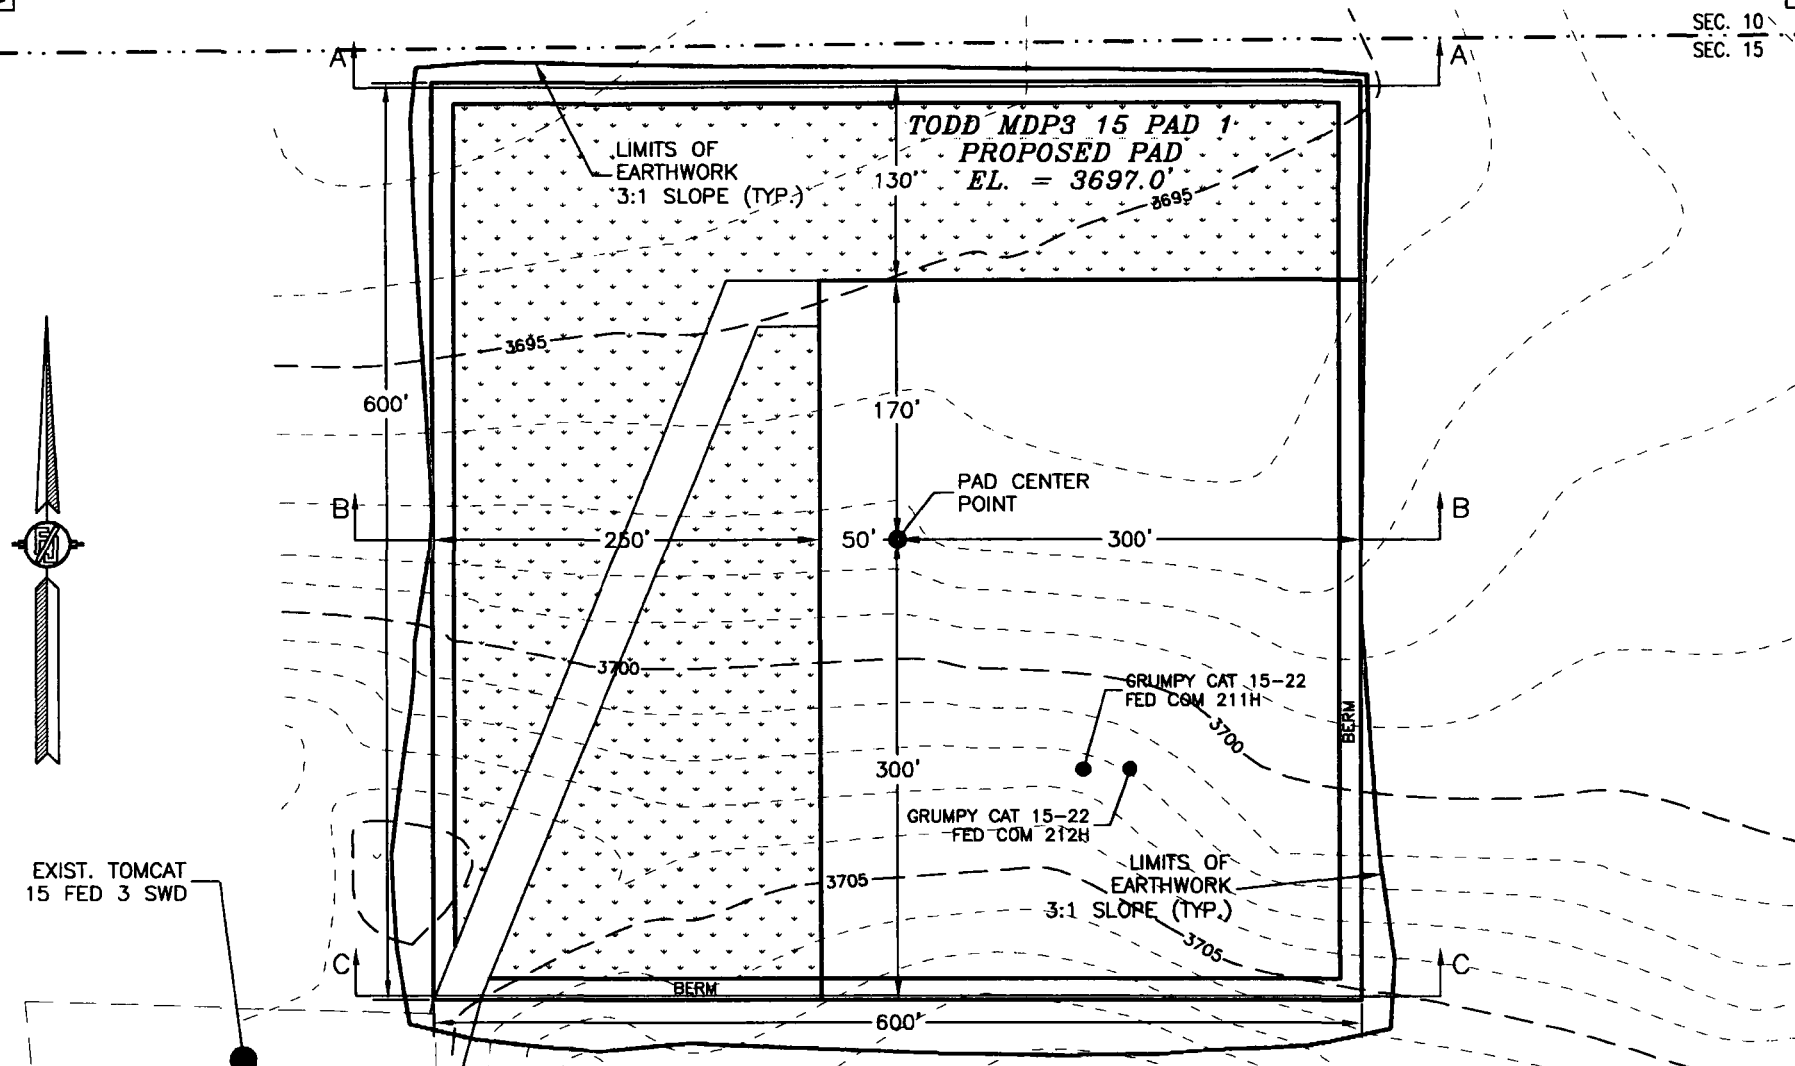 SEC. 10
SEC. 15
A
A
LIMITS OF
EARTHWORK
3:1 SLOPE (TYP.)
TODD MDP3 15 PAD 1
PROPOSED PAD
EL. = 3697.0'
130'
3695
3695
600'
170'
PAD CENTER
POINT
B
B
250'
50'
300'
3700
GRUMPY CAT 15-22
FED COM 211H
3700
BERM
300'
GRUMPY CAT 15-22
FED COM 212H
EXIST. TOMCAT
15 FED 3 SWD
3705
LIMITS OF
EARTHWORK
3:1 SLOPE (TYP.)
3705
C
C
BERM
600'